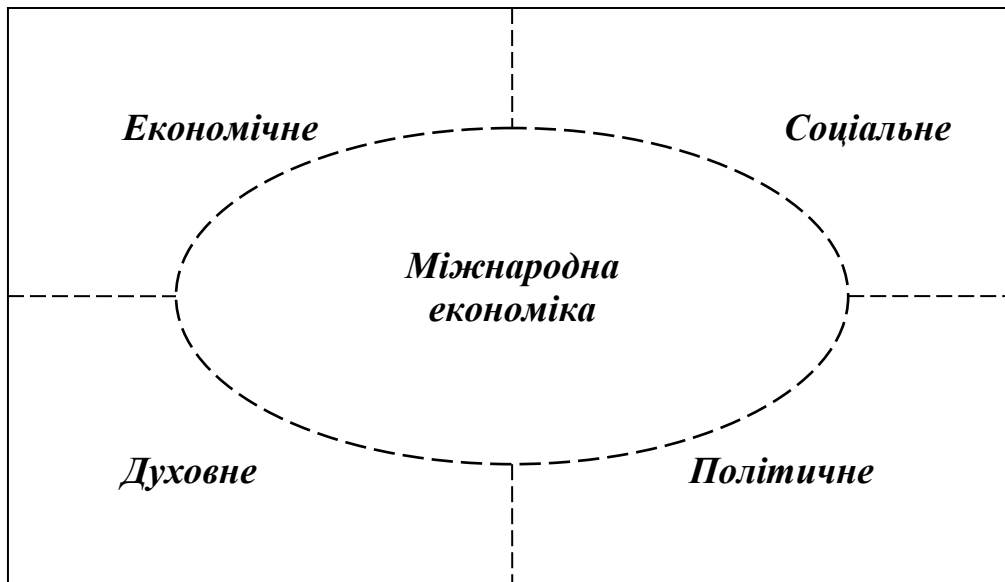 Економічне
Соціальне
Міжнародна
економіка
Духовне
Політичне